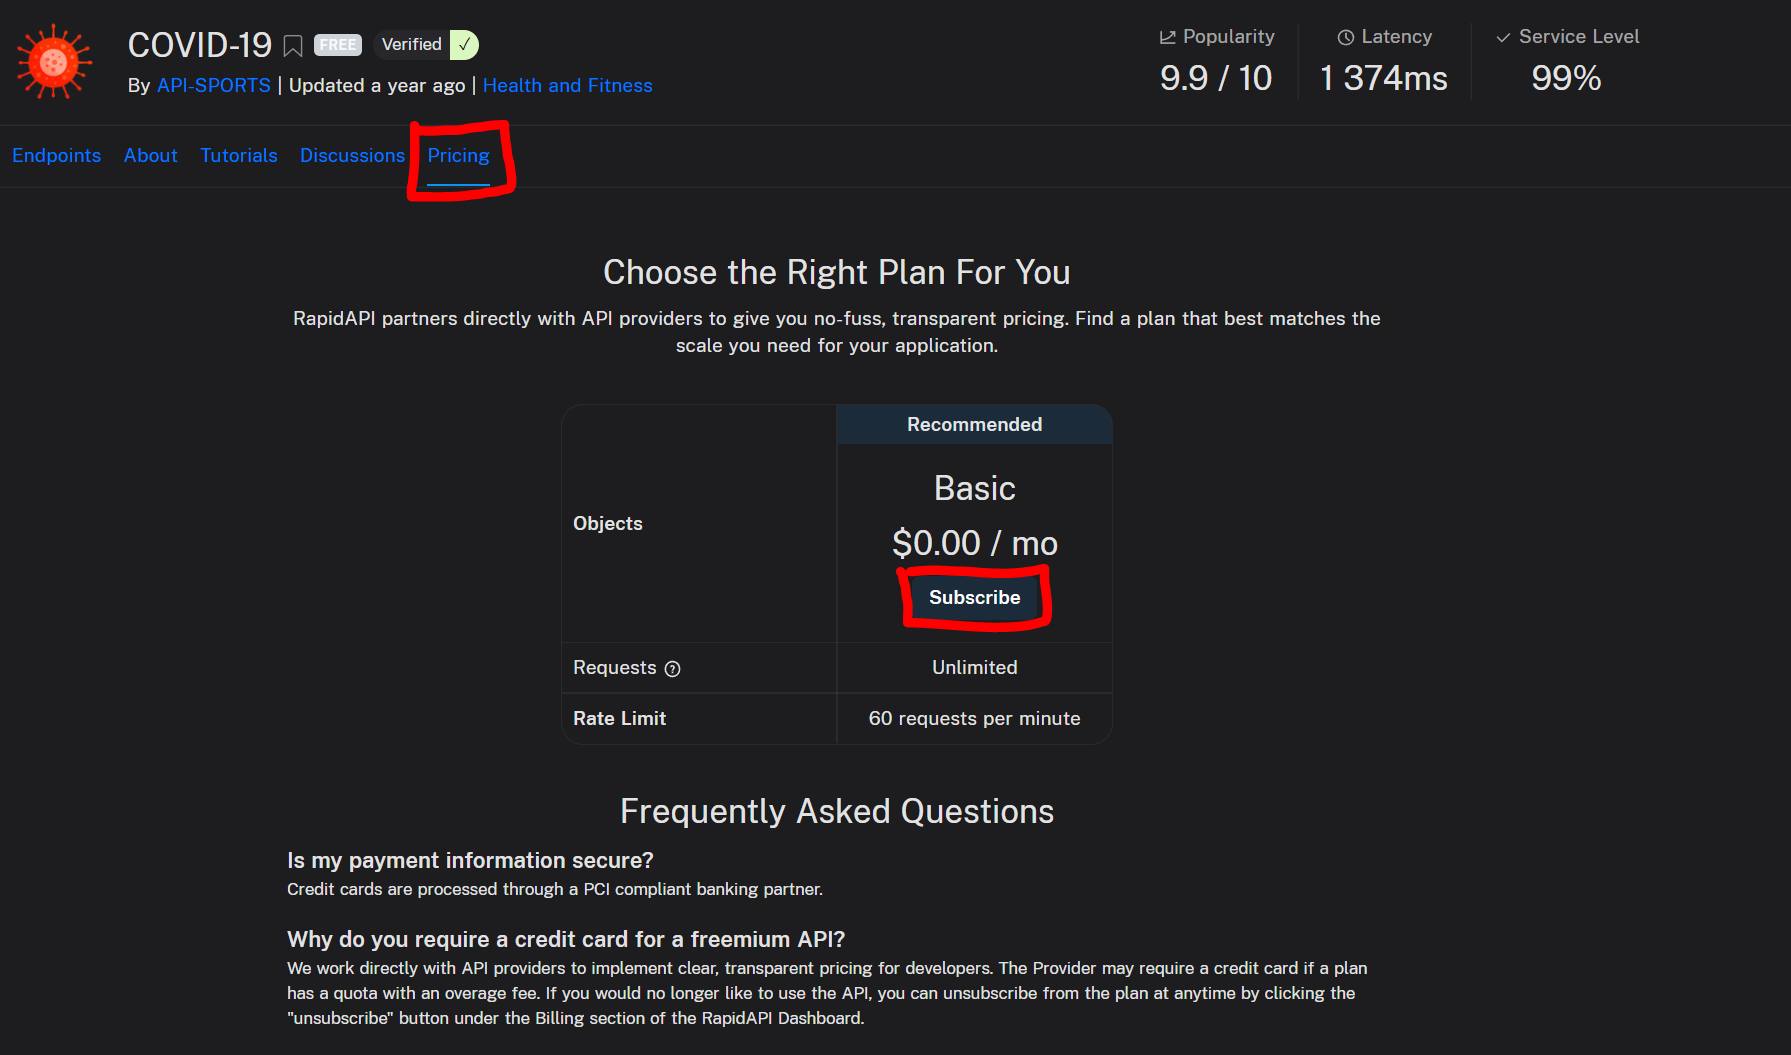 COVID-19 FREE Verified ✓
By API-SPORTS | Updated a year ago | Health and Fitness
Popularity
9.9 / 10
Latency
1 374ms
Service Level
99%
Endpoints About Tutorials Discussions Pricing
Choose the Right Plan For You
RapidAPI partners directly with API providers to give you no-fuss, transparent pricing. Find a plan that best matches the
scale you need for your application.
Recommended
Objects
Basic
$0.00 / mo
Subscribe
Requests ? Unlimited
Rate Limit 60 requests per minute
Frequently Asked Questions
Is my payment information secure?
Credit cards are processed through a PCI compliant banking partner.
Why do you require a credit card for a freemium API?
We work directly with API providers to implement clear, transparent pricing for developers. The Provider may require a credit card if a plan
has a quota with an overage fee. If you would no longer like to use the API, you can unsubscribe from the plan at anytime by clicking the
"unsubscribe" button under the Billing section of the RapidAPI Dashboard.